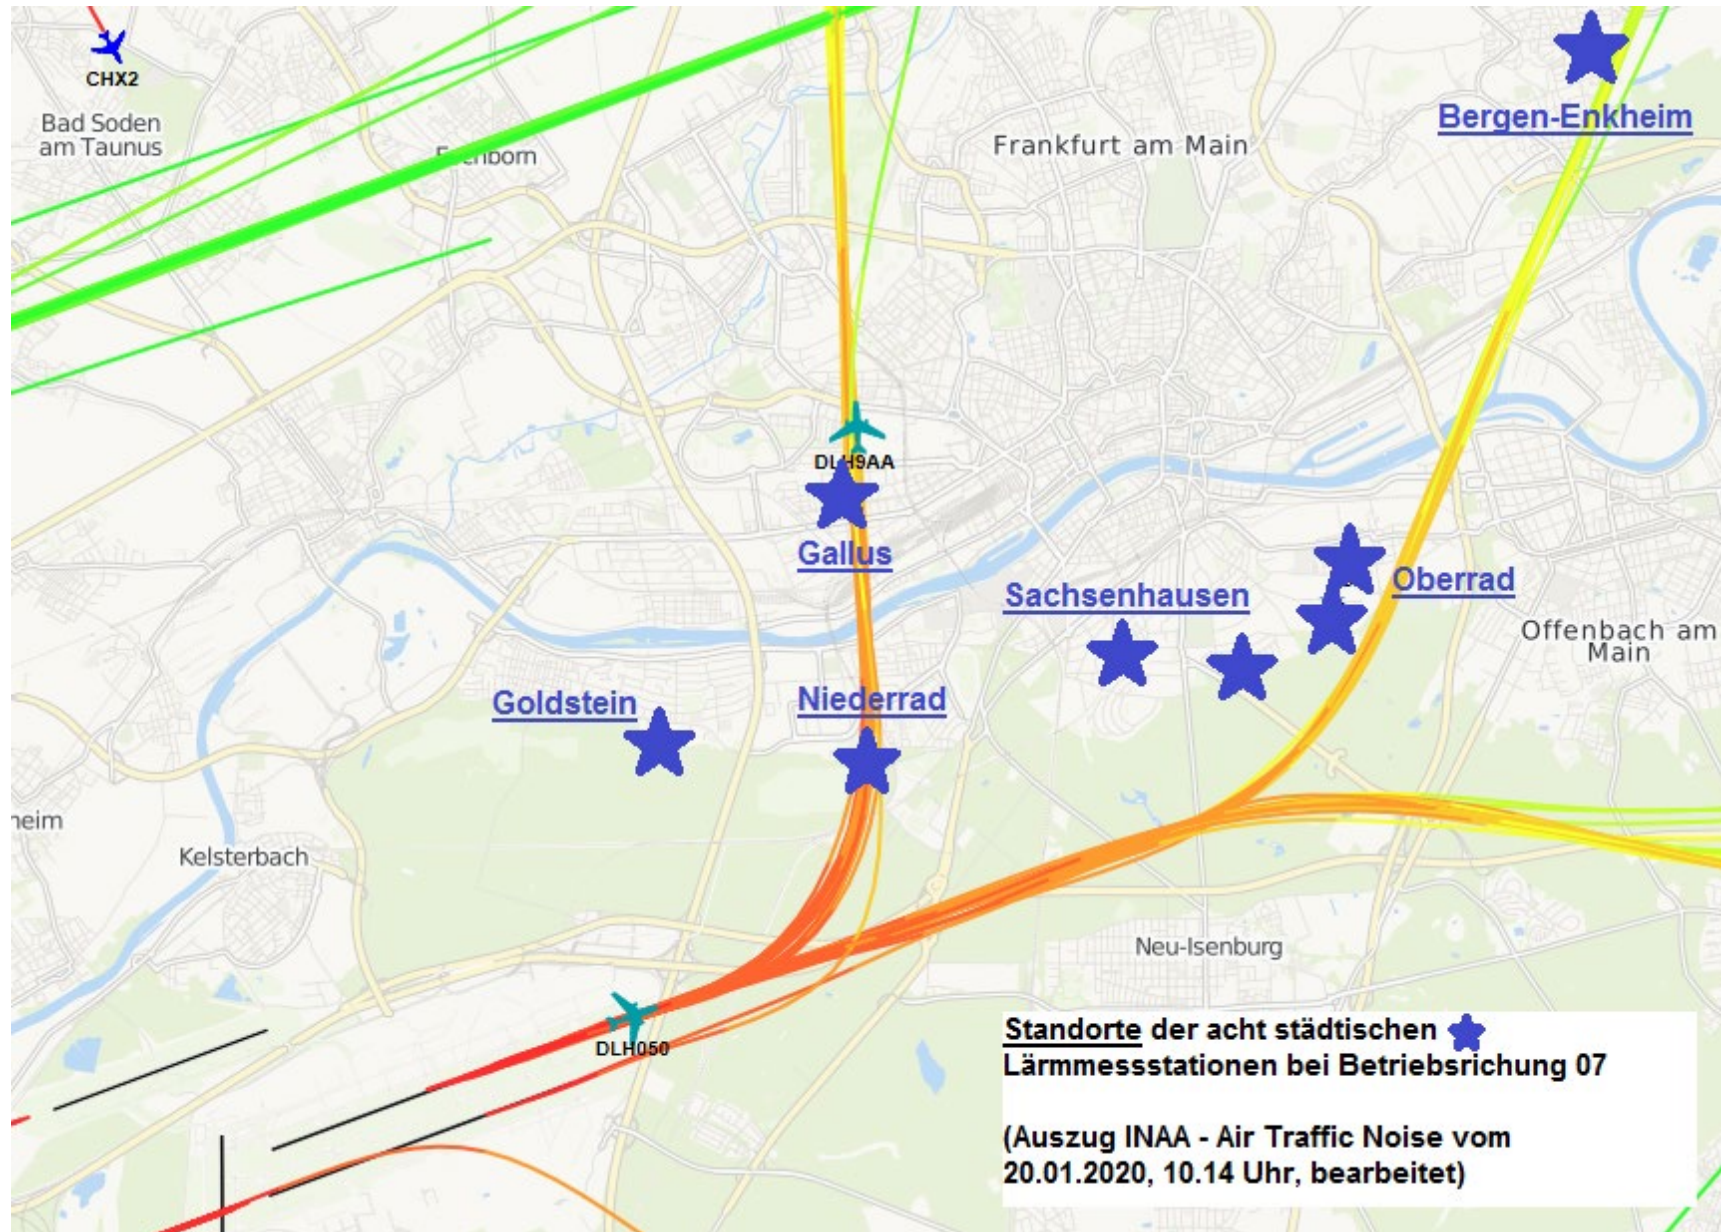 CHX2
Bad Soden
am Taunus
Frankfurt am Main
Bergen-Enkheim
DLH9AA
Gallus
Sachsenhausen
Oberrad
Offenbach am
Main
Goldstein
Niederrad
heim
Kelsterbach
Neu-Isenburg
DLH050
Standorte der acht städtischen
Lärmmessstationen bei Betriebsrichung 07
(Auszug INAA - Air Traffic Noise vom
20.01.2020, 10.14 Uhr, bearbeitet)